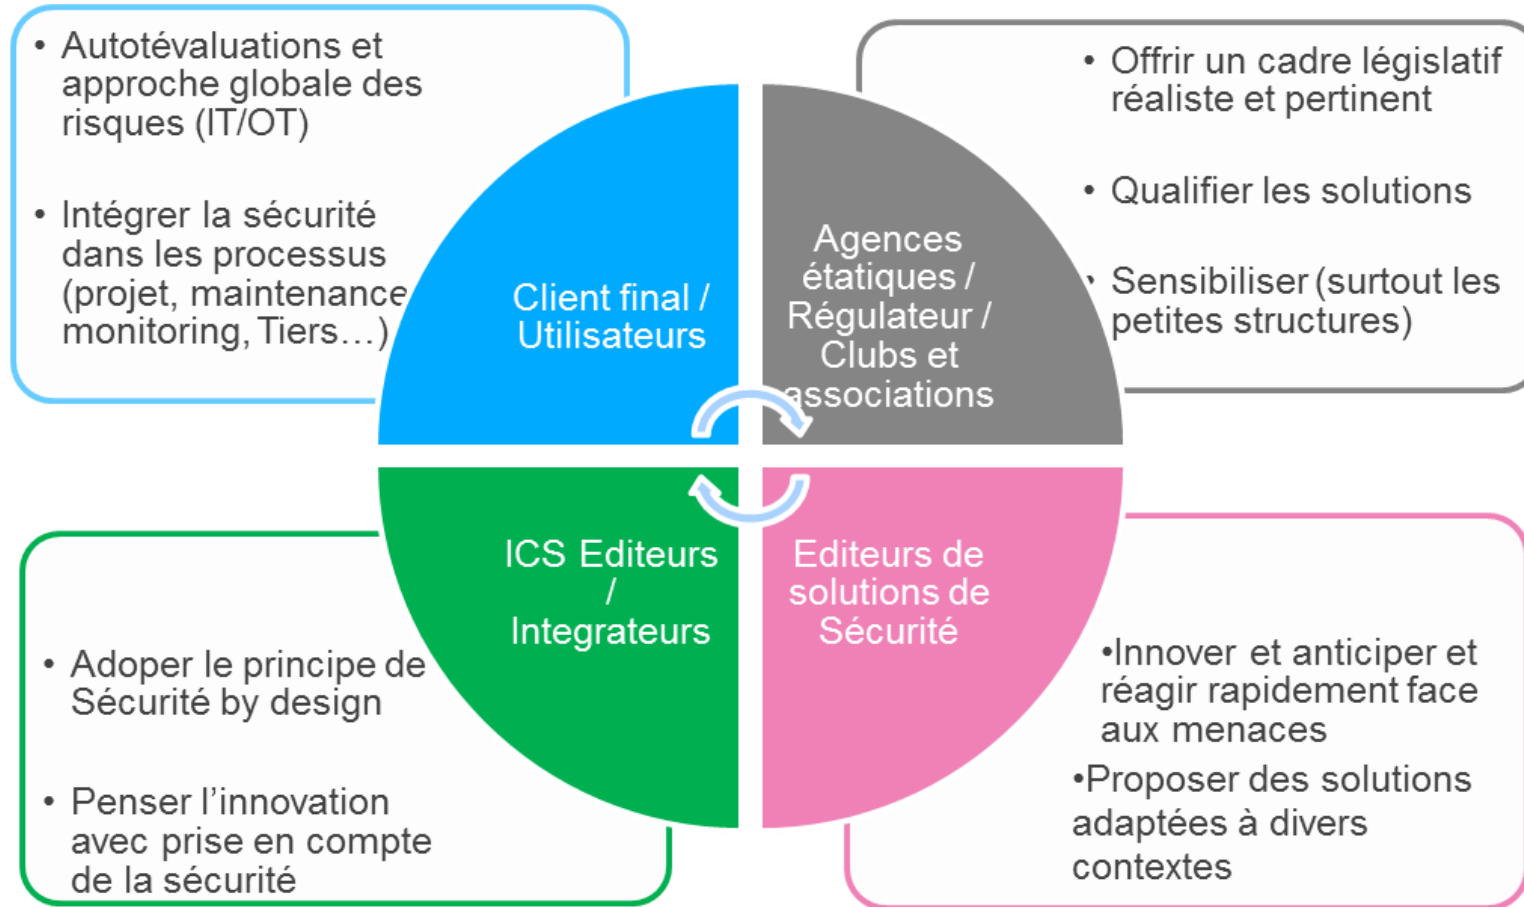 • Autotévaluations et
approche globale des
risques (IT/OT)
• Intégrer la sécurité
dans les processus
(projet, maintenance
monitoring, Tiers…)
Client final /
Utilisateurs
• Offrir un cadre législatif
réaliste et pertinent
• Qualifier les solutions
• Sensibiliser (surtout les
petites structures)
Agences
étatiques /
Régulateur /
Clubs et
associations
ICS Editeurs
/
Integrateurs
• Adoper le principe de
Sécurité by design
• Penser l’innovation
avec prise en compte
de la sécurité
Editeurs de
solutions de
Sécurité
•Innover et anticiper et
réagir rapidement face
aux menaces
•Proposer des solutions
adaptées à divers
contextes